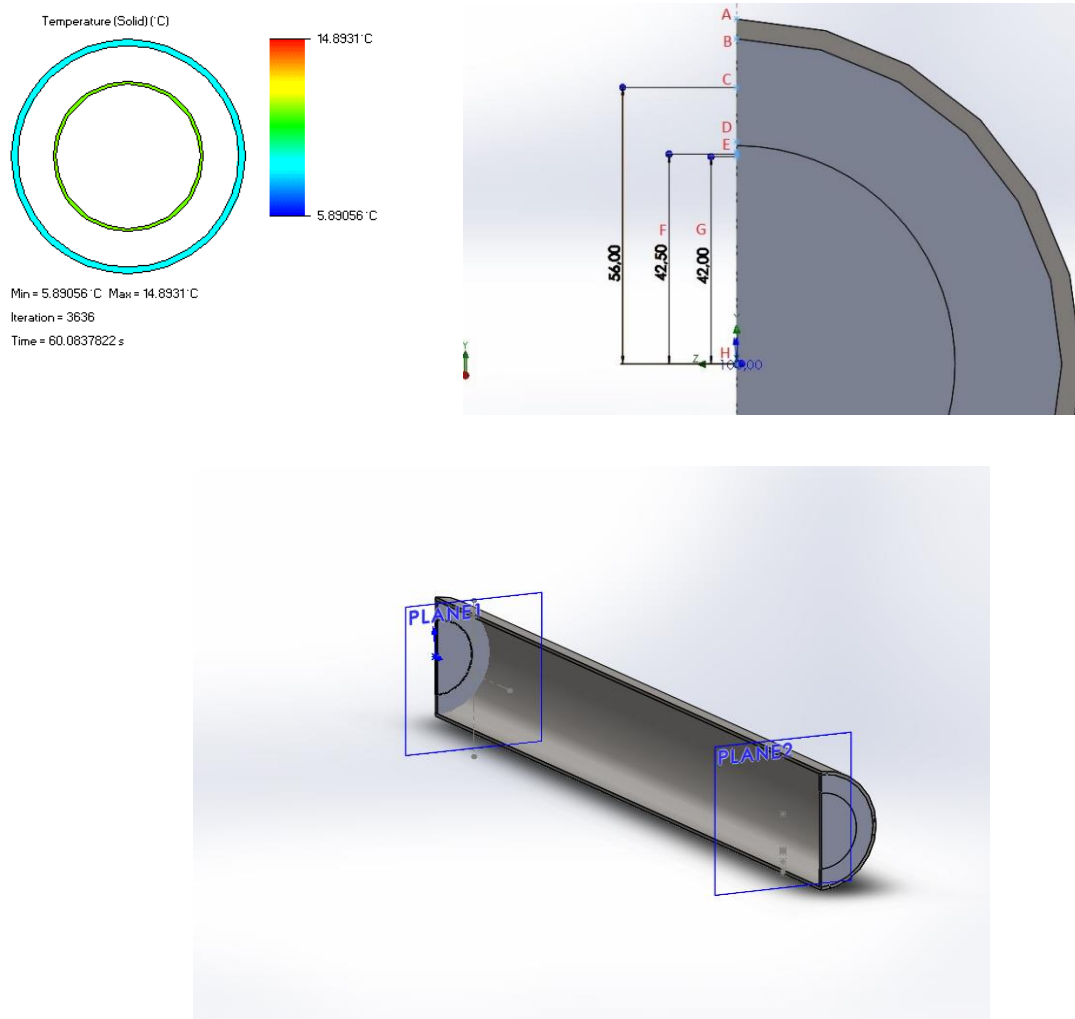 Temperature (Solid) (°C)
14.8931°C
5.89056°C
Min = 5.89056°C Max = 14.8931°C
Iteration = 3636
Time = 60.0837822 s
A
B
C
D
E
F
G
56,00
42,50
42,00
H
Y
Z
Y
PLANE1
PLANE2